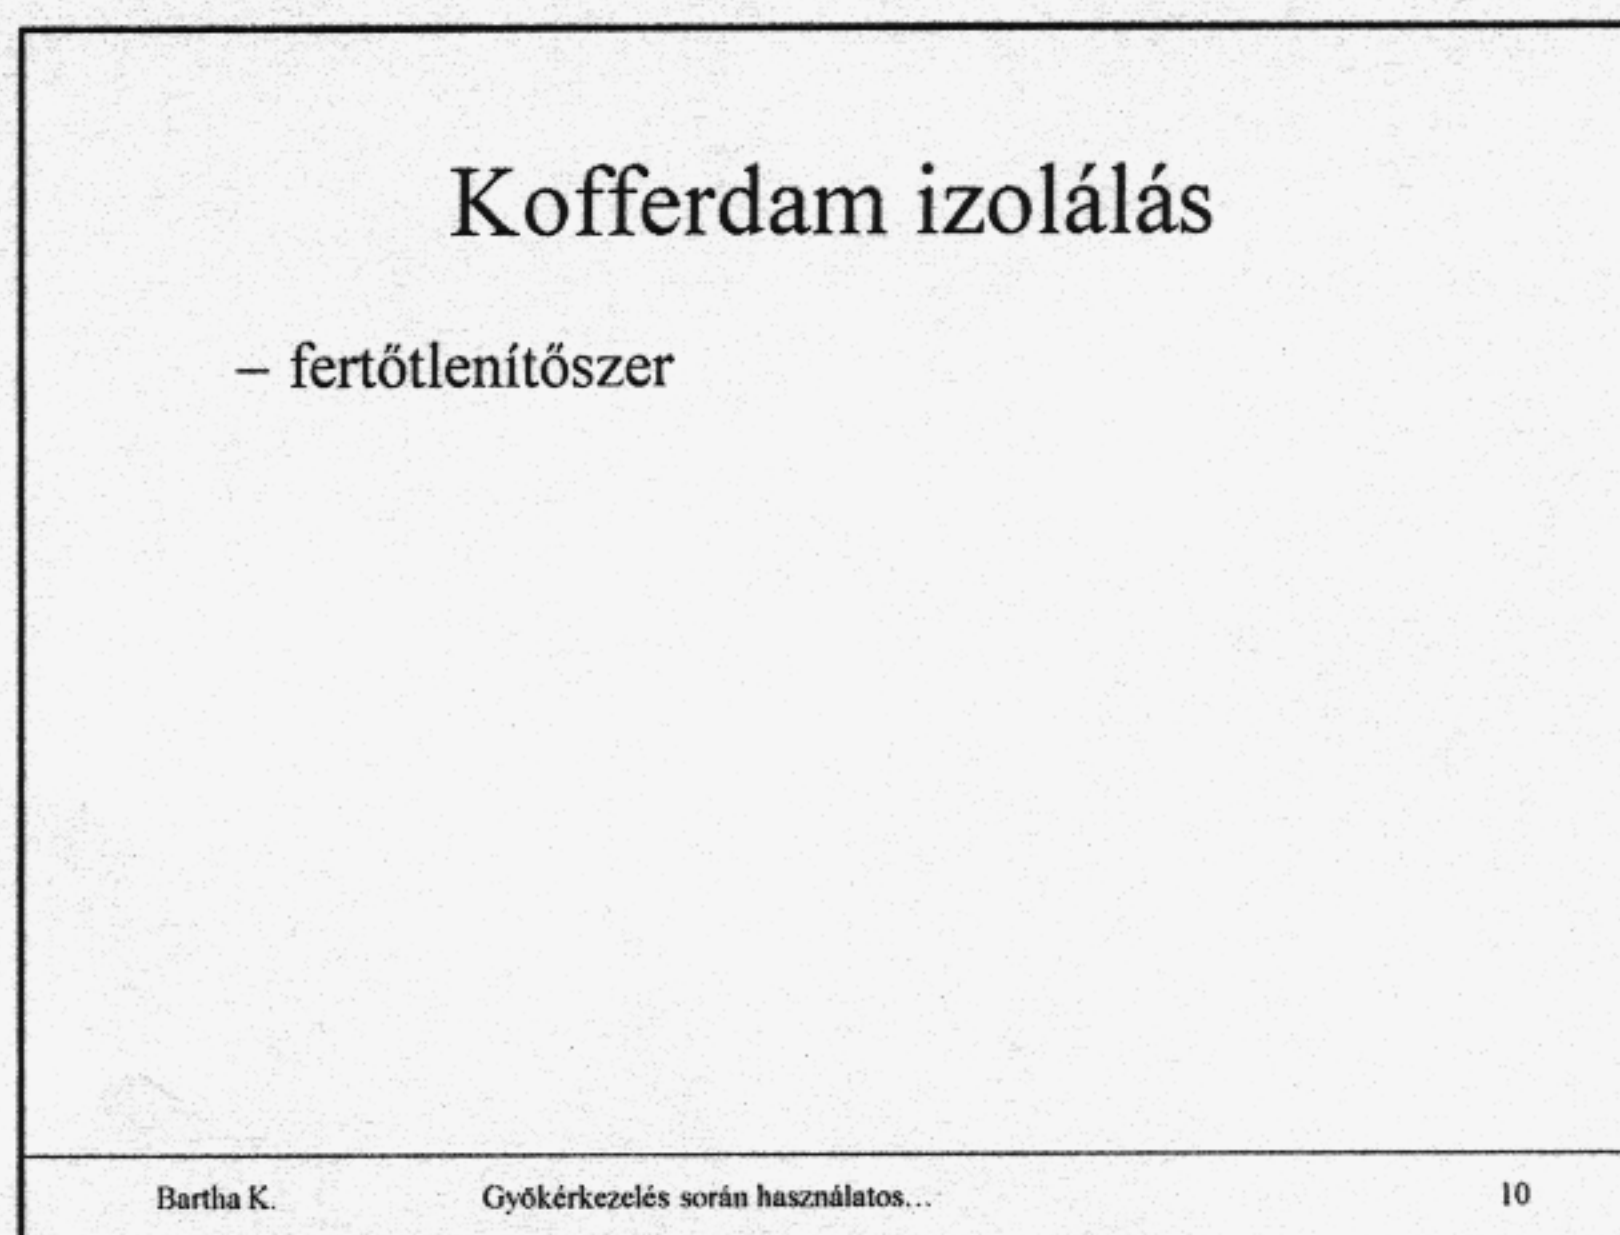 Kofferdam izolálás
– fertőtlenítőszer
Bartha K. Gyökérkezelés során használatos… 10